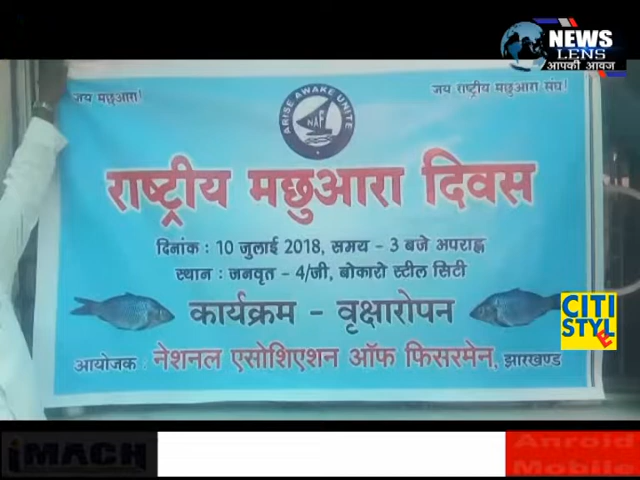 NEWS
LENS
आपकी आवज
जय मछुआरा!
जय राष्ट्रीय मछुआरा संघ!
ARISE AWAKE UNITE
NAF
राष्ट्रीय मछुआरा दिवस
दिनांक : 10 जुलाई 2018, समय - 3 बजे अपराह्न
स्थान : जनवृत - 4/जी, बोकारो स्टील सिटी
कार्यक्रम - वृक्षारोपन
CITI
STYLE
आयोजक : नेशनल एसोशिएशन ऑफ फिसरमेन, झारखण्ड
iMACH
Anroid
Mobile